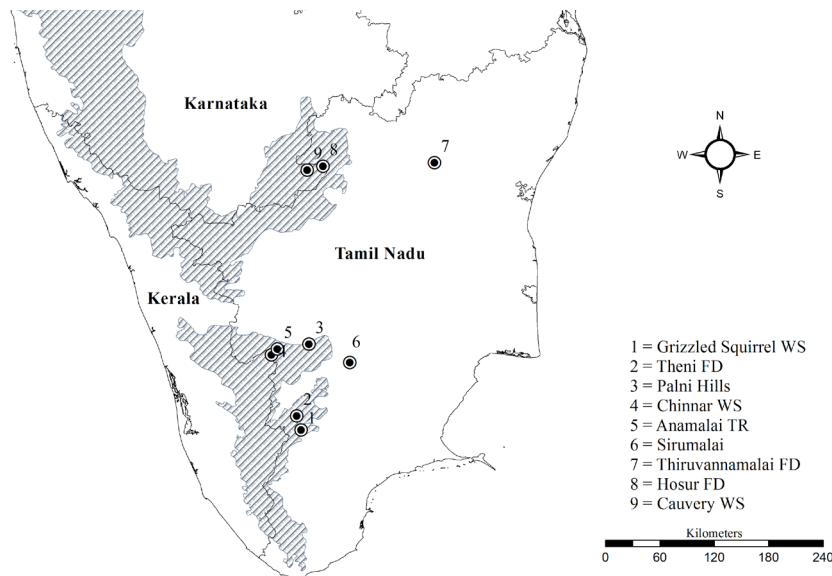 N
W E
S
Karnataka
9 8
7
Tamil Nadu
Kerala
5 3
4
6
2
1
1 = Grizzled Squirrel WS
2 = Theni FD
3 = Palni Hills
4 = Chinnar WS
5 = Anamalai TR
6 = Sirumalai
7 = Thiruvannamalai FD
8 = Hosur FD
9 = Cauvery WS
Kilometers
0 60 120 180 240